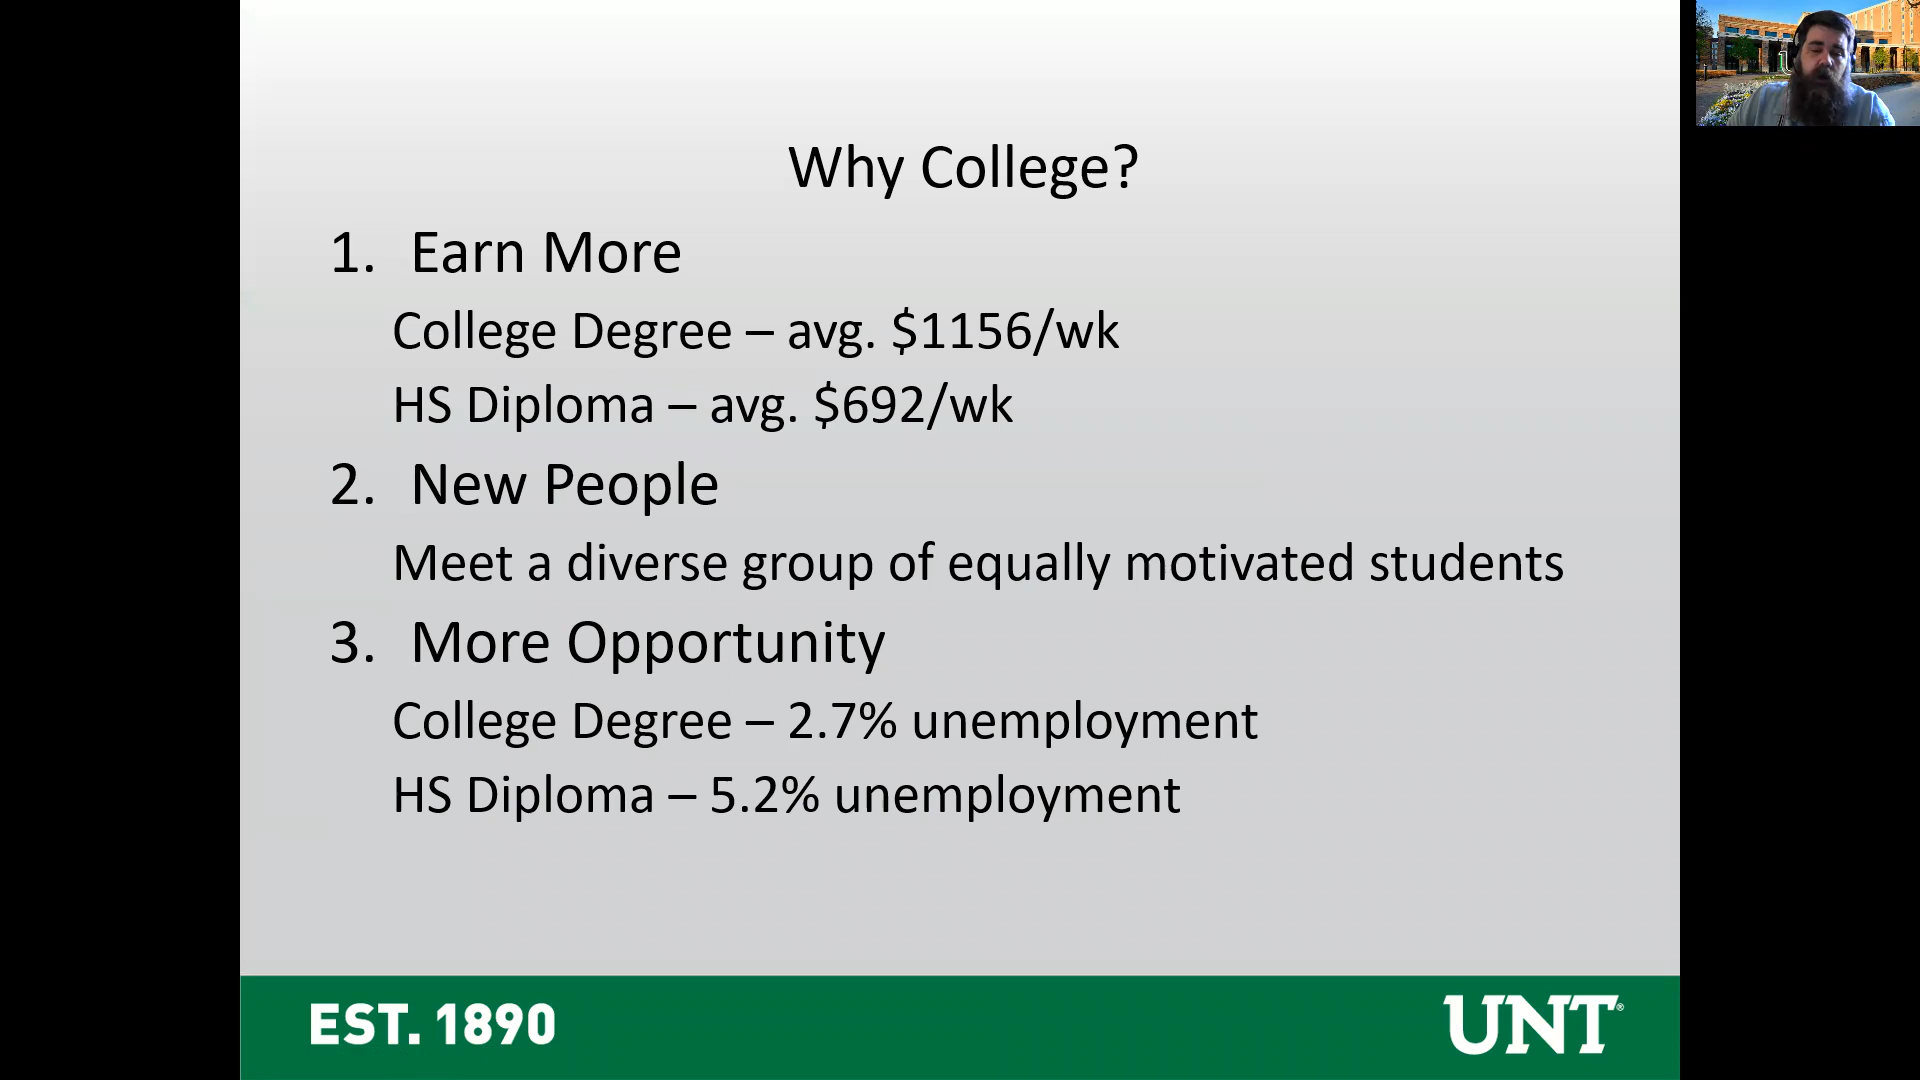 Why College?
1. Earn More
College Degree – avg. $1156/wk
HS Diploma – avg. $692/wk
2. New People
Meet a diverse group of equally motivated students
3. More Opportunity
College Degree – 2.7% unemployment
HS Diploma – 5.2% unemployment
EST. 1890
UNT®